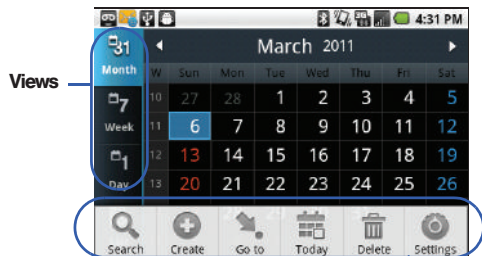 4:31 PM
31
March 2011
Month
W Sun Mon Tue Wed Thu Fri Sat
Views
7
10 27 28 1 2 3 4 5
Week
11 6 7 8 9 10 11 12
1
12 13 14 15 16 17 18 19
Day
13 20 21 22 23 24 25 26
Search Create Go to Today Delete Settings